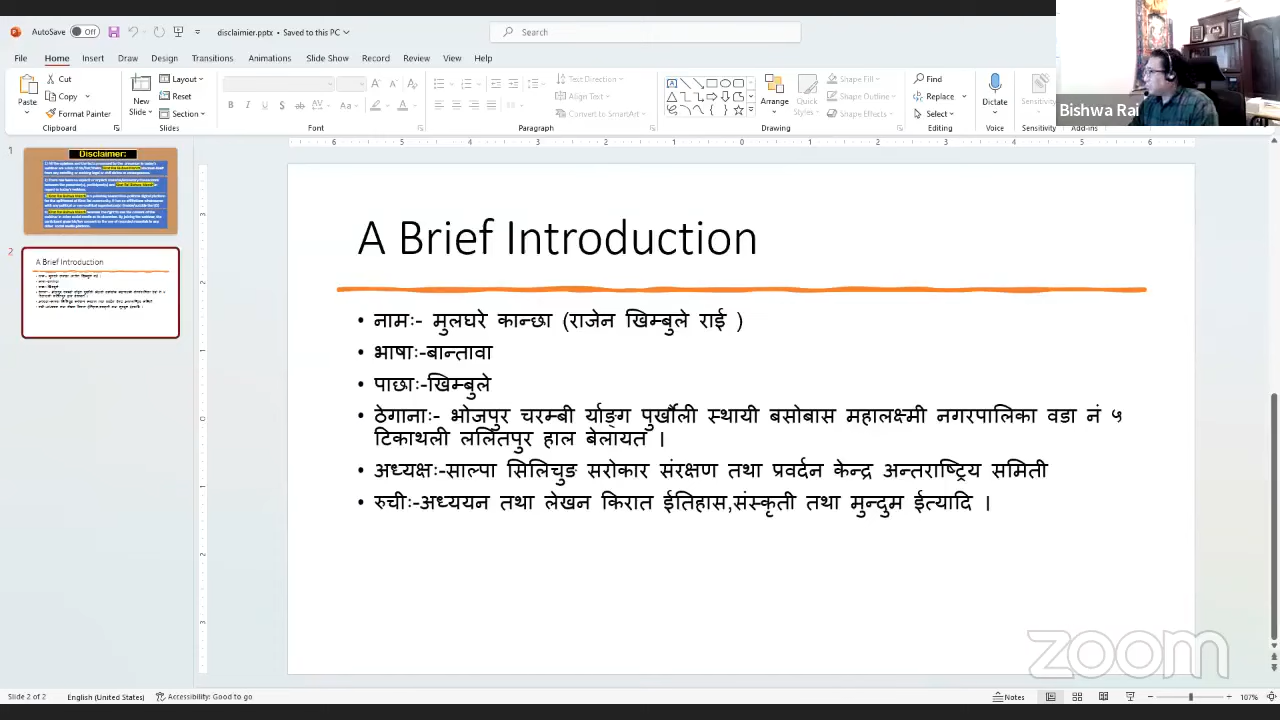 AutoSave Off disclaimier.pptx • Saved to this PC Search
File Home Insert Draw Design Transitions Animations Slide Show Record Review View Help
Paste Cut Copy Format Painter Clipboard
New Slide Layout Reset Section Slides
Font
Text Direction Align Text Convert to SmartArt Paragraph
Arrange Quick Styles Shape Fill Shape Outline Shape Effects Drawing
Find Replace Select Editing
Dictate Voice
Sensitivity Sensitivity
Add-ins
Bishwa Rai
1
Disclaimer:
2
A Brief Introduction
A Brief Introduction
• नामः- मुलघरे कान्छा (राजेन खिम्बुले राई )
• भाषाः-बान्तावा
• पाछाः-खिम्बुले
• ठेगानाः- भोजपुर चरम्बी र्याङ्ग पुर्खौली स्थायी बसोबास महालक्ष्मी नगरपालिका वडा नं ५
टिकाथली ललितपुर हाल बेलायत ।
• अध्यक्षः-साल्पा सिलिचुङ सरोकार संरक्षण तथा प्रवर्दन केन्द्र अन्तराष्ट्रिय समिती
• रुचीः-अध्ययन तथा लेखन किरात ईतिहास,संस्कृती तथा मुन्दुम ईत्यादि ।
zoom
Slide 2 of 2 English (United States) Accessibility: Good to go Notes 107%